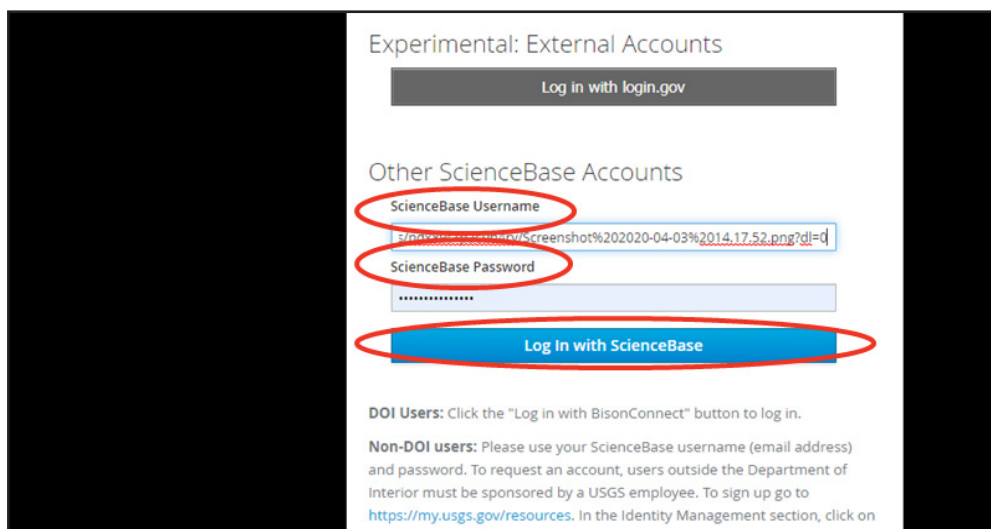 Experimental: External Accounts
Log in with login.gov
Other ScienceBase Accounts
ScienceBase Username
/Screenshot%202020-04-03%2014.17.52.png?dl=0
ScienceBase Password
•••••••••••••••
Log In with ScienceBase
DOI Users: Click the "Log in with BisonConnect" button to log in.
Non-DOI users: Please use your ScienceBase username (email address)
and password. To request an account, users outside the Department of
Interior must be sponsored by a USGS employee. To sign up go to
https://my.usgs.gov/resources. In the Identity Management section, click on